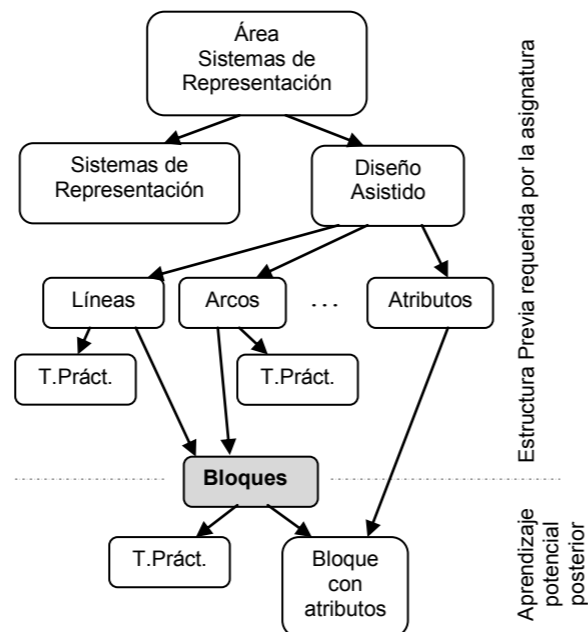 Área
Sistemas de
Representación
Sistemas de
Representación
Diseño
Asistido
Líneas
Arcos
...
Atributos
T.Práct.
T.Práct.
Bloques
T.Práct.
Bloque
con
atributos
Estructura Previa requerida por la asignatura
Aprendizaje
potencial
posterior